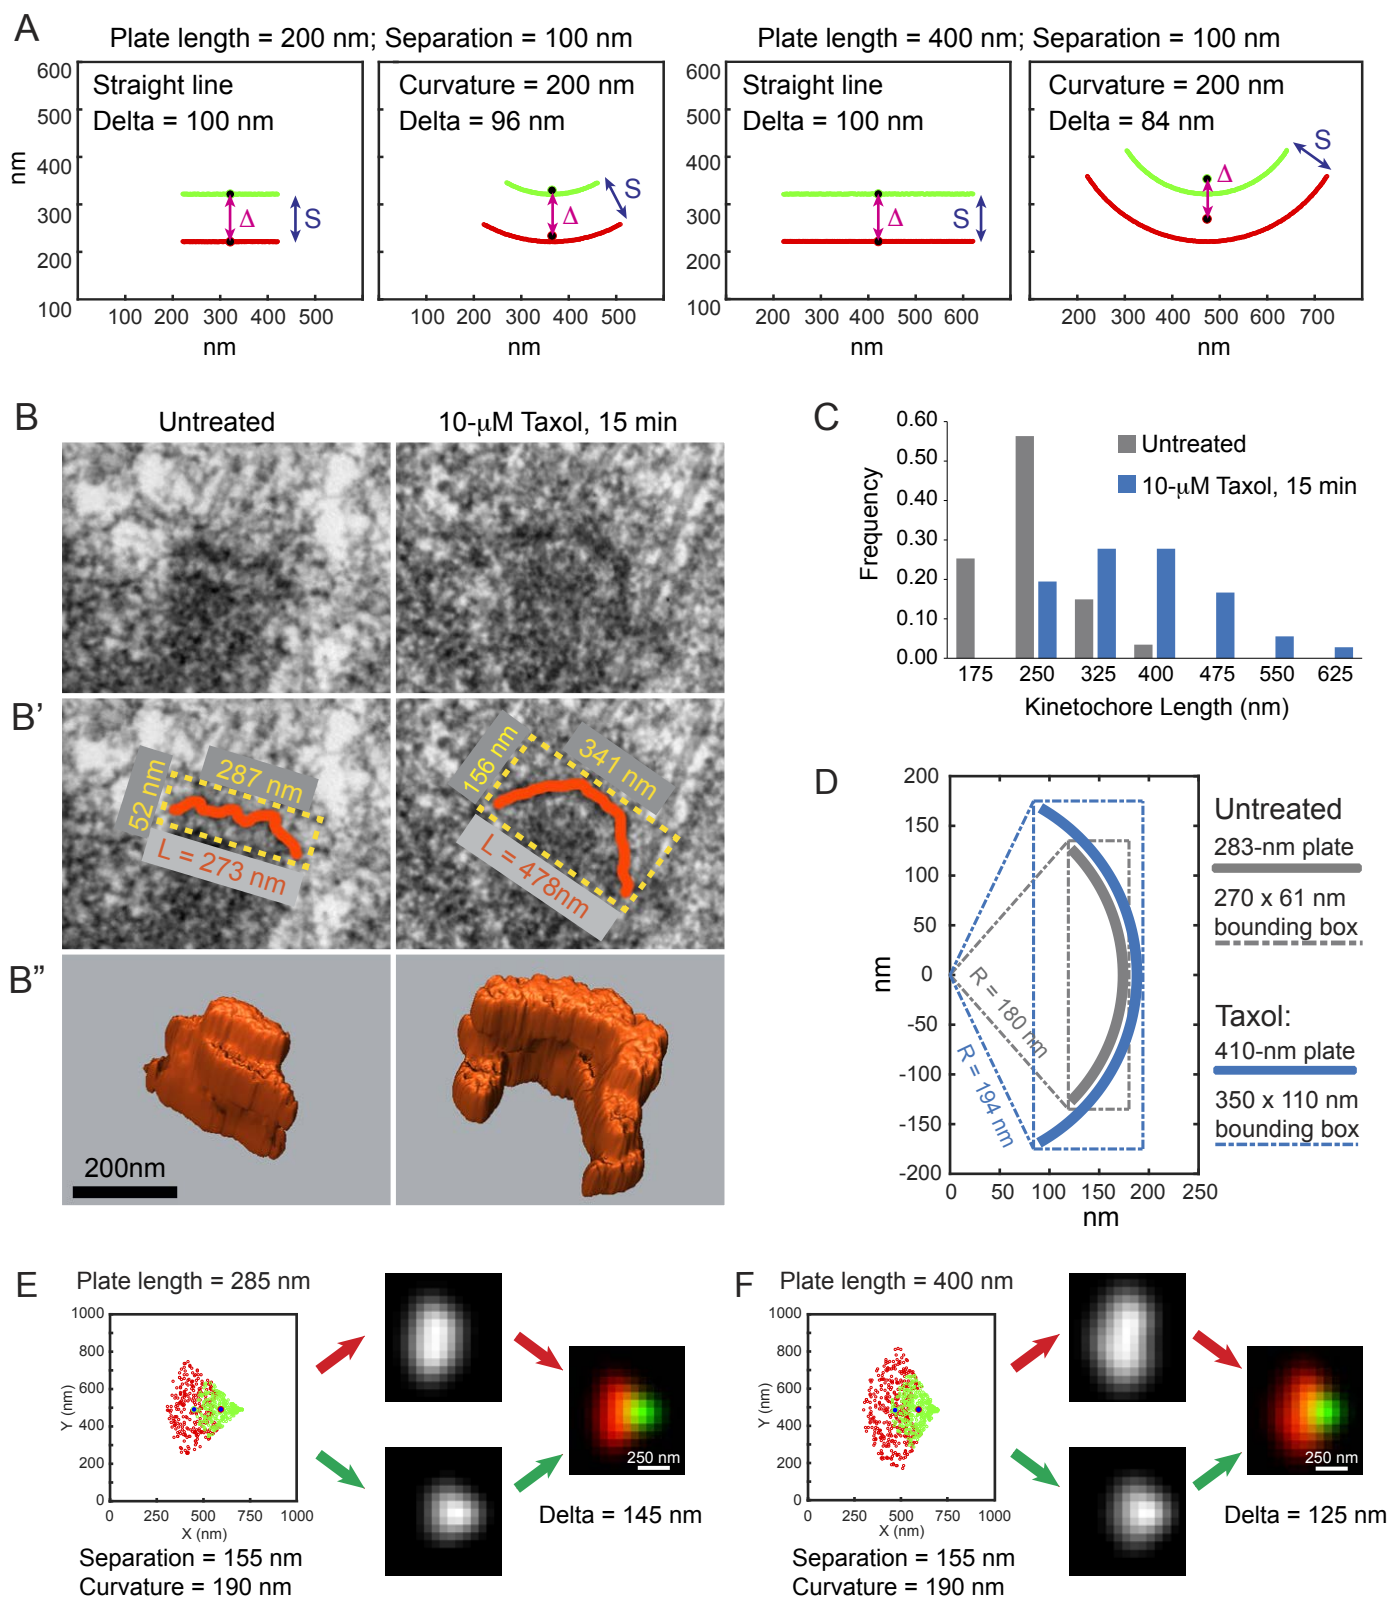 A
Plate length = 200 nm; Separation = 100 nm
Plate length = 400 nm; Separation = 100 nm
600
500
400
300
200
100
nm
Straight line
Delta = 100 nm
Δ
S
100 200 300 400 500
nm
Curvature = 200 nm
Delta = 96 nm
Δ
S
100 200 300 400 500
nm
600
500
400
300
200
100
Straight line
Delta = 100 nm
Δ
S
200 300 400 500 600
nm
Curvature = 200 nm
Delta = 84 nm
Δ
S
200 300 400 500 600 700
nm
B
Untreated
10-μM Taxol, 15 min
B'
52 nm
287 nm
L = 273 nm
156 nm
341 nm
L = 478nm
B"
200nm
C
Frequency
0.60
0.50
0.40
0.30
0.20
0.10
0.00
Untreated
10-μM Taxol, 15 min
175 250 325 400 475 550 625
Kinetochore Length (nm)
D
nm
200
150
100
50
0
-50
-100
-150
-200
R = 180 nm
R = 194 nm
0 50 100 150 200 250
nm
Untreated
283-nm plate
270 x 61 nm
bounding box
Taxol:
410-nm plate
350 x 110 nm
bounding box
E
Plate length = 285 nm
1000
800
600
400
200
0
Y (nm)
0 250 500 750 1000
X (nm)
Separation = 155 nm
Curvature = 190 nm
250 nm
Delta = 145 nm
F
Plate length = 400 nm
1000
800
600
400
200
0
Y (nm)
0 250 500 750 1000
X (nm)
Separation = 155 nm
Curvature = 190 nm
250 nm
Delta = 125 nm